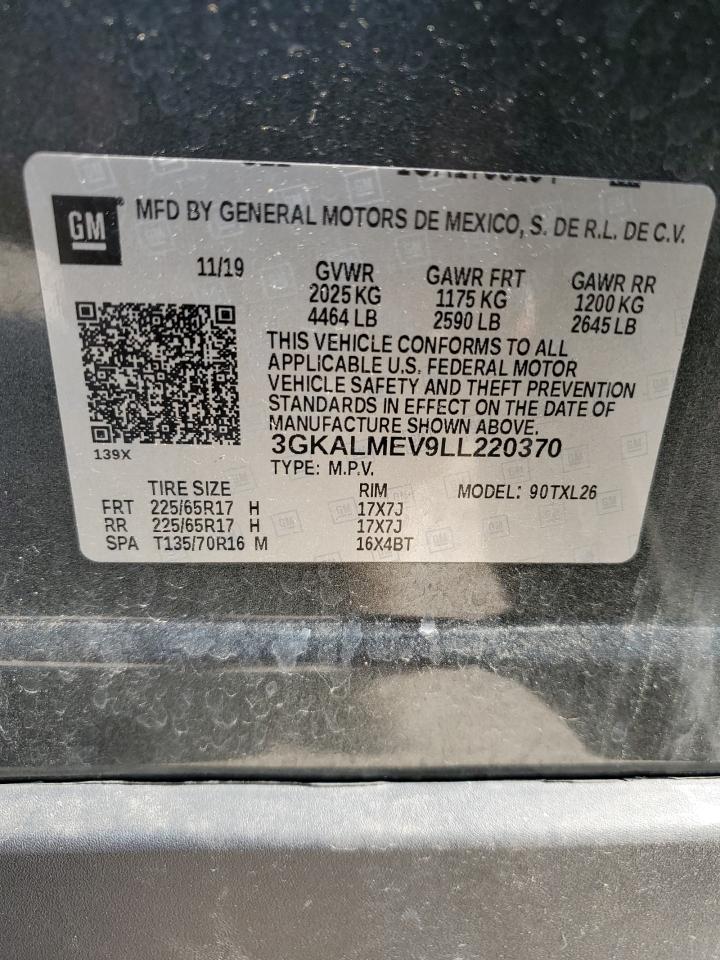 GM
MFD BY GENERAL MOTORS DE MEXICO, S. DE R.L. DE C.V.
11/19 GVWR GAWR FRT GAWR RR
2025 KG 1175 KG 1200 KG
4464 LB 2590 LB 2645 LB
THIS VEHICLE CONFORMS TO ALL
APPLICABLE U.S. FEDERAL MOTOR
VEHICLE SAFETY AND THEFT PREVENTION
STANDARDS IN EFFECT ON THE DATE OF
MANUFACTURE SHOWN ABOVE.
139X
3GKALMEV9LL220370
TYPE: M.P.V.
TIRE SIZE RIM MODEL: 90TXL26
FRT 225/65R17 H 17X7J
RR 225/65R17 H 17X7J
SPA T135/70R16 M 16X4BT